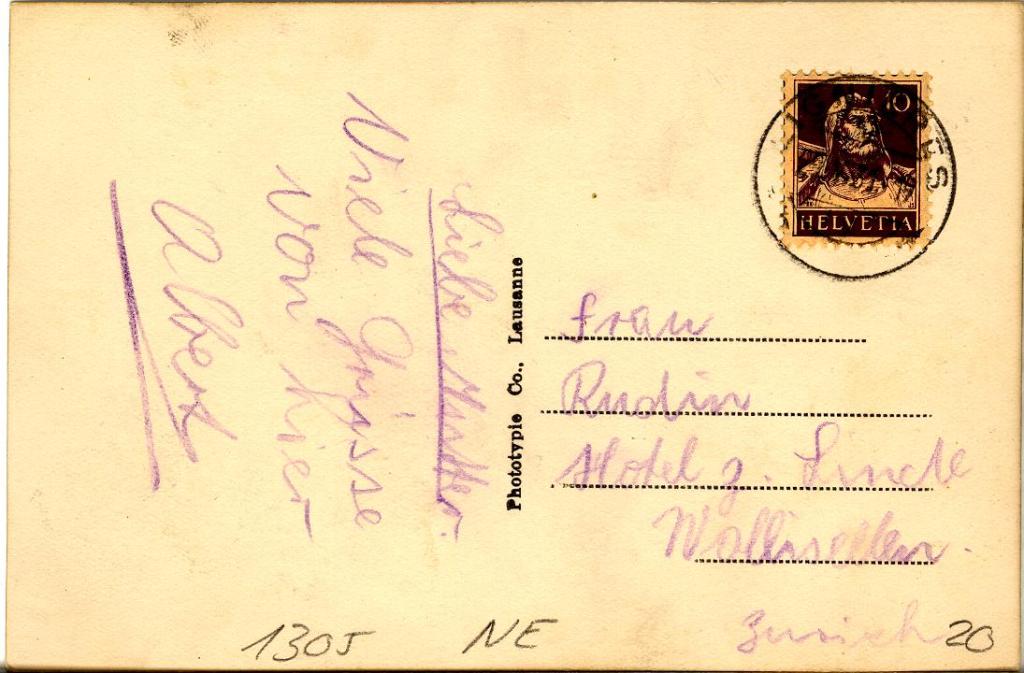 Liebe Mutter.
Viele Grüsse
von hier
Albert
Phototypie Co., Lausanne
10
HELVETIA
Frau
Rudin
Hotel z. Linde
Wallisellen.
Zürich
1305
NE
20